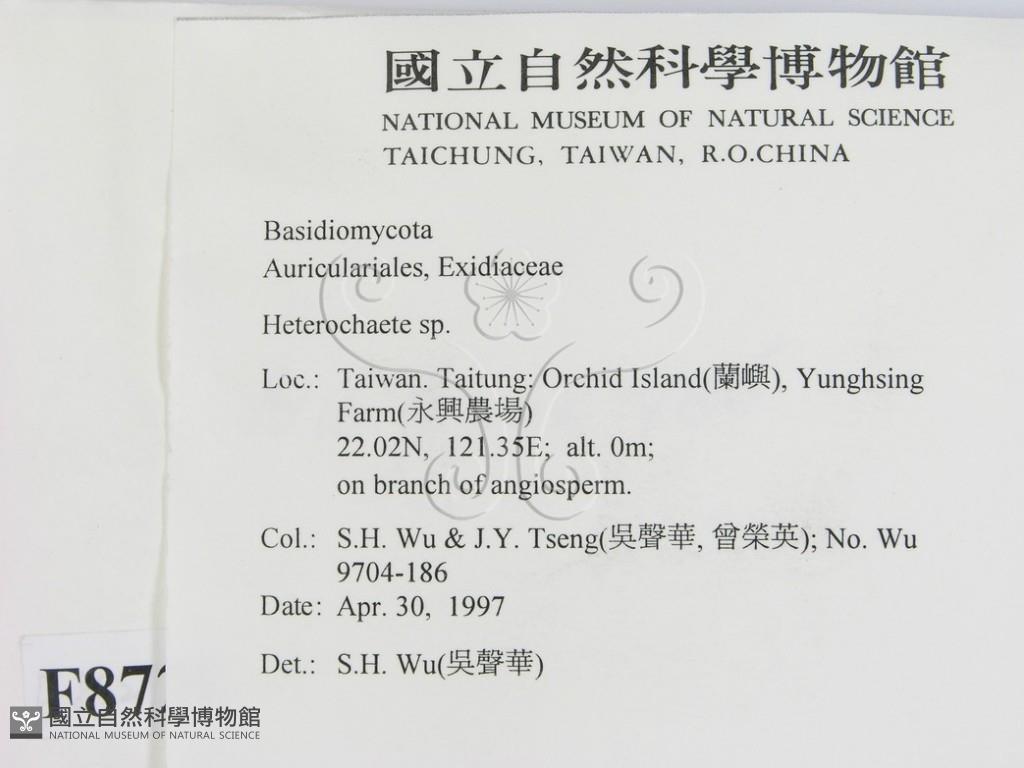 國立自然科學博物館
NATIONAL MUSEUM OF NATURAL SCIENCE
TAICHUNG, TAIWAN, R.O.CHINA
Basidiomycota
Auriculariales, Exidiaceae
Heterochaete sp.
Loc.: Taiwan. Taitung: Orchid Island(蘭嶼), Yunghsing
Farm(永興農場)
22.02N, 121.35E; alt. 0m;
on branch of angiosperm.
Col.: S.H. Wu & J.Y. Tseng(吳聲華, 曾榮英); No. Wu
9704-186
Date: Apr. 30, 1997
Det.: S.H. Wu(吳聲華)
國立自然科學博物館
NATIONAL MUSEUM OF NATURAL SCIENCE